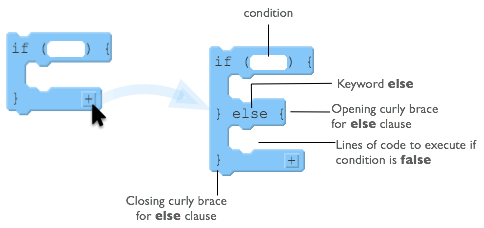 condition
if ( ) {
} +
if ( ) {
Keyword else
} else {
Opening curly brace
for else clause
Lines of code to execute if
condition is false
} +
Closing curly brace
for else clause